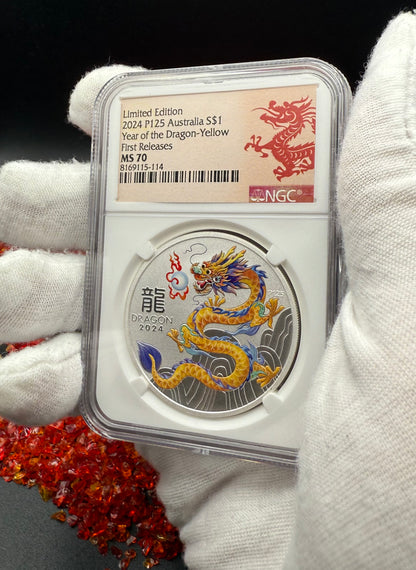 Limited Edition
2024 P125 Australia S$1
Year of the Dragon-Yellow
First Releases
MS 70
8169115-114
NGC®
龍
DRAGON
2024